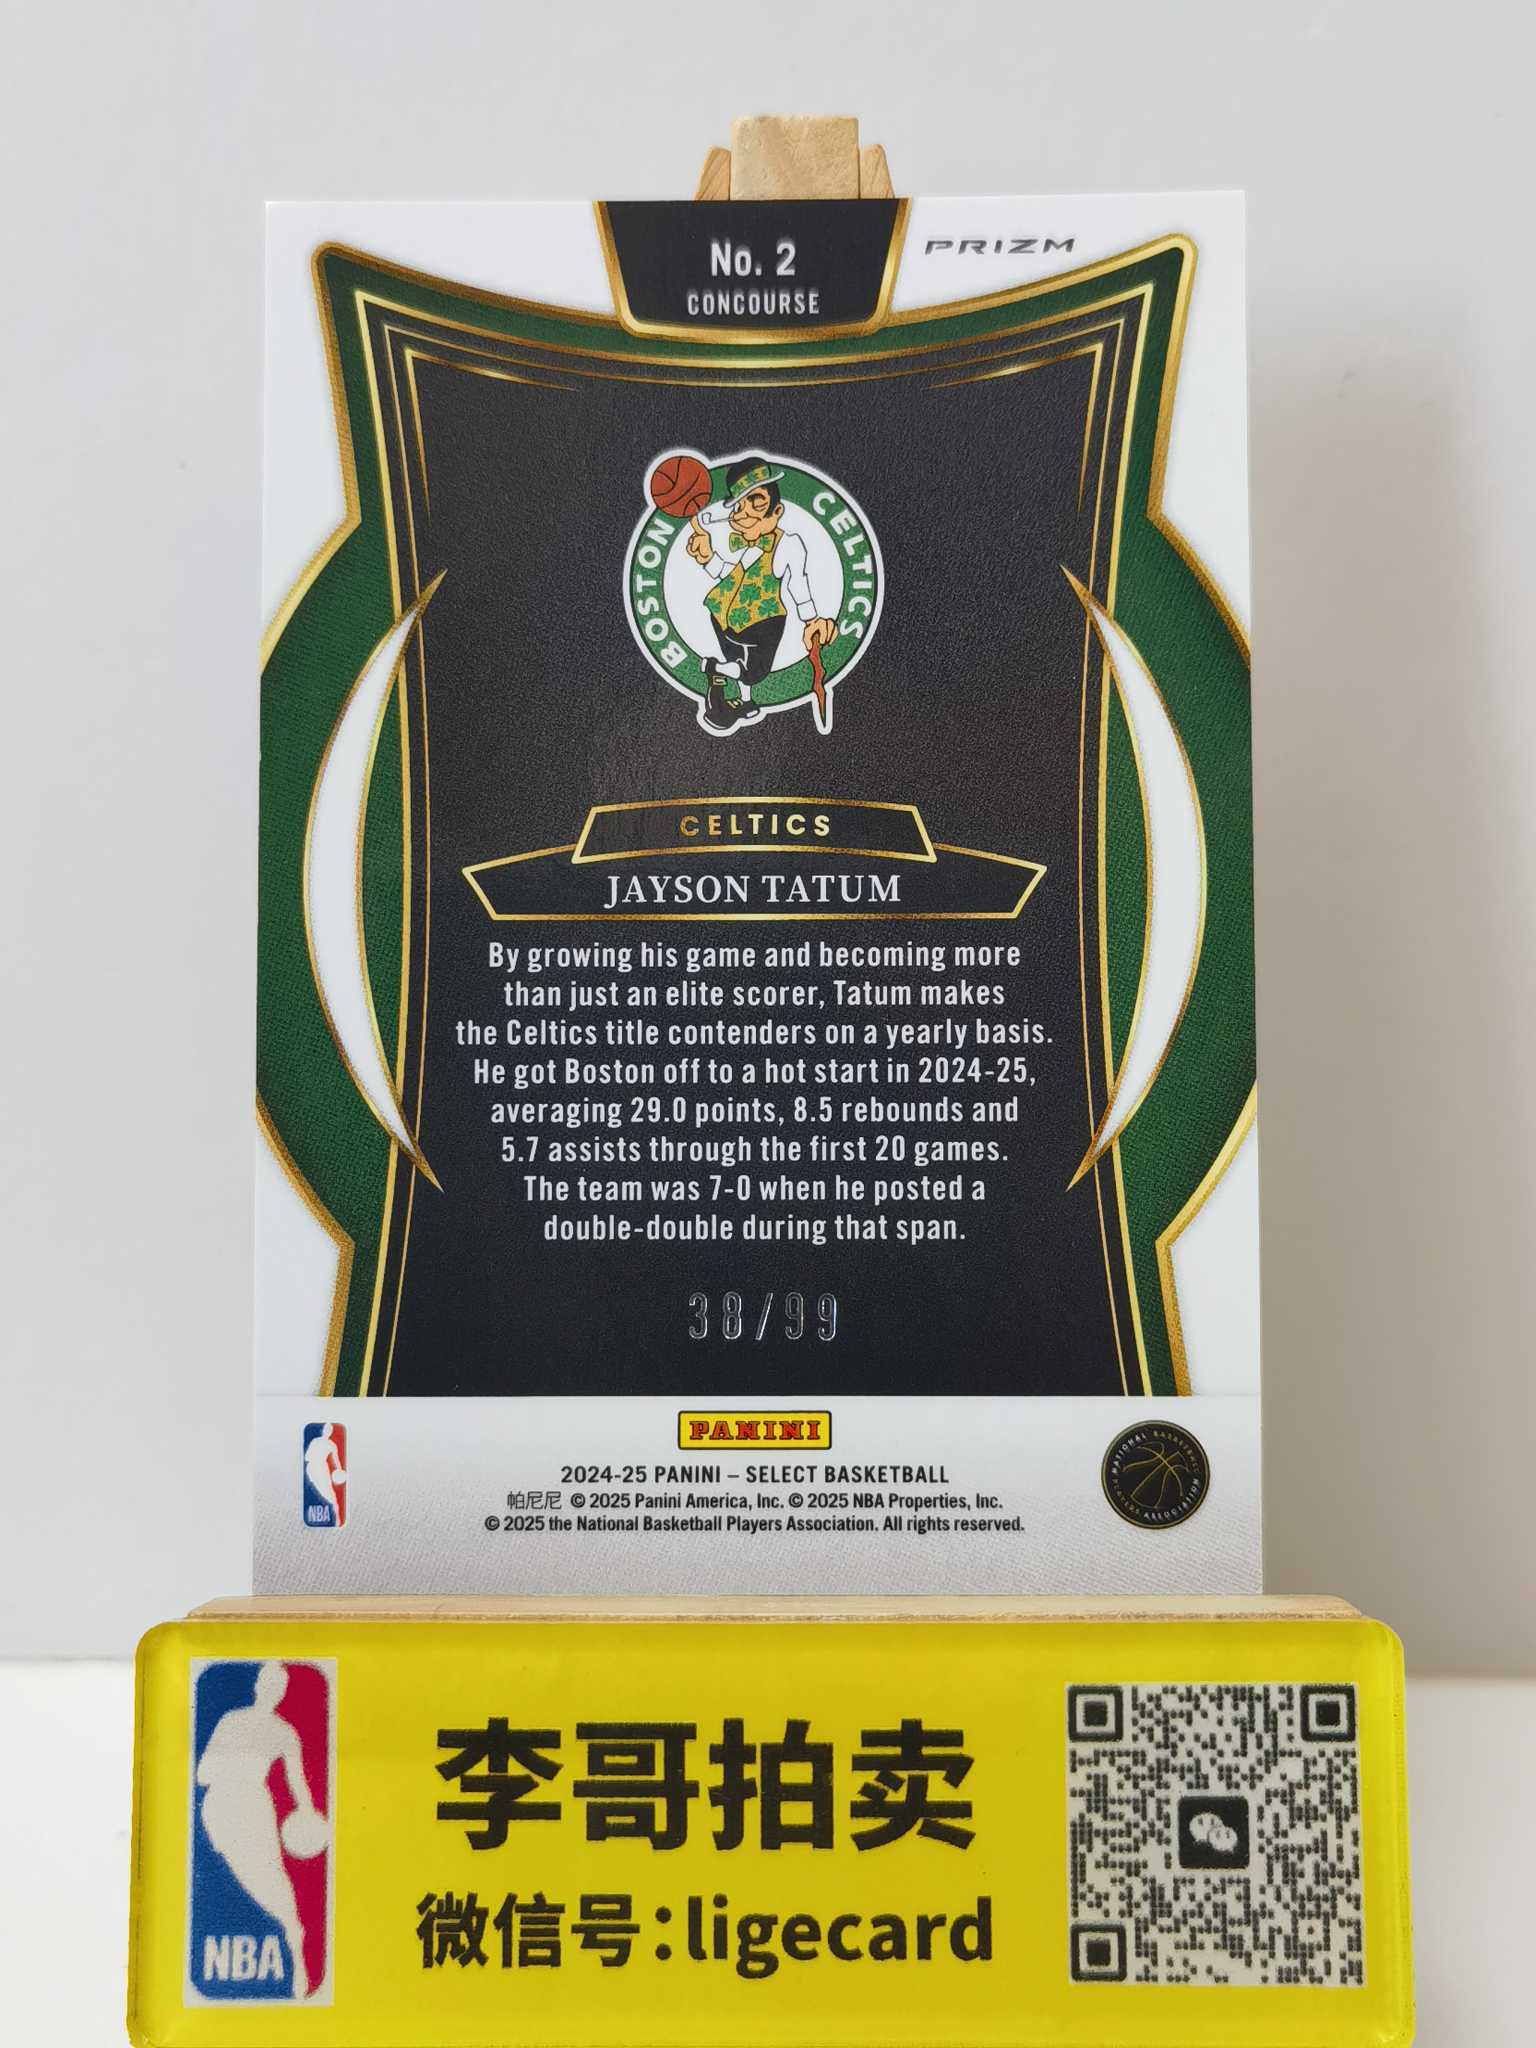 No. 2
CONCOURSE
PRIZM
BOSTON CELTICS
CELTICS
JAYSON TATUM
By growing his game and becoming more
than just an elite scorer, Tatum makes
the Celtics title contenders on a yearly basis.
He got Boston off to a hot start in 2024-25,
averaging 29.0 points, 8.5 rebounds and
5.7 assists through the first 20 games.
The team was 7-0 when he posted a
double-double during that span.
38/99
PANINI
NBA
2024-25 PANINI – SELECT BASKETBALL
帕尼尼 © 2025 Panini America, Inc. © 2025 NBA Properties, Inc.
© 2025 the National Basketball Players Association. All rights reserved.
NATIONAL BASKETBALL PLAYERS ASSOCIATION
NBA
李哥拍卖
微信号:ligecard